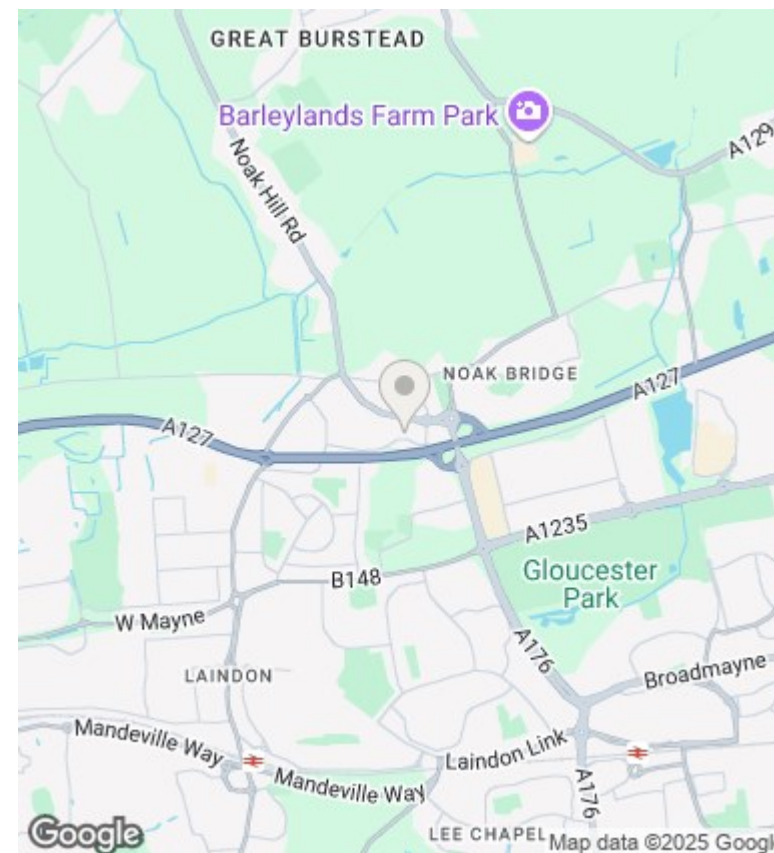 GREAT BURSTEAD
Barleylands Farm Park
A129
Noak Hill Rd
NOAK BRIDGE
A127
A127
A1235
B148
Gloucester
Park
W Mayne
A176
LAINDON
Broadmayne
Mandeville Way
Laindon Link
Mandeville Way
A176
LEE CHAPEL
Google
Map data ©2025 Google